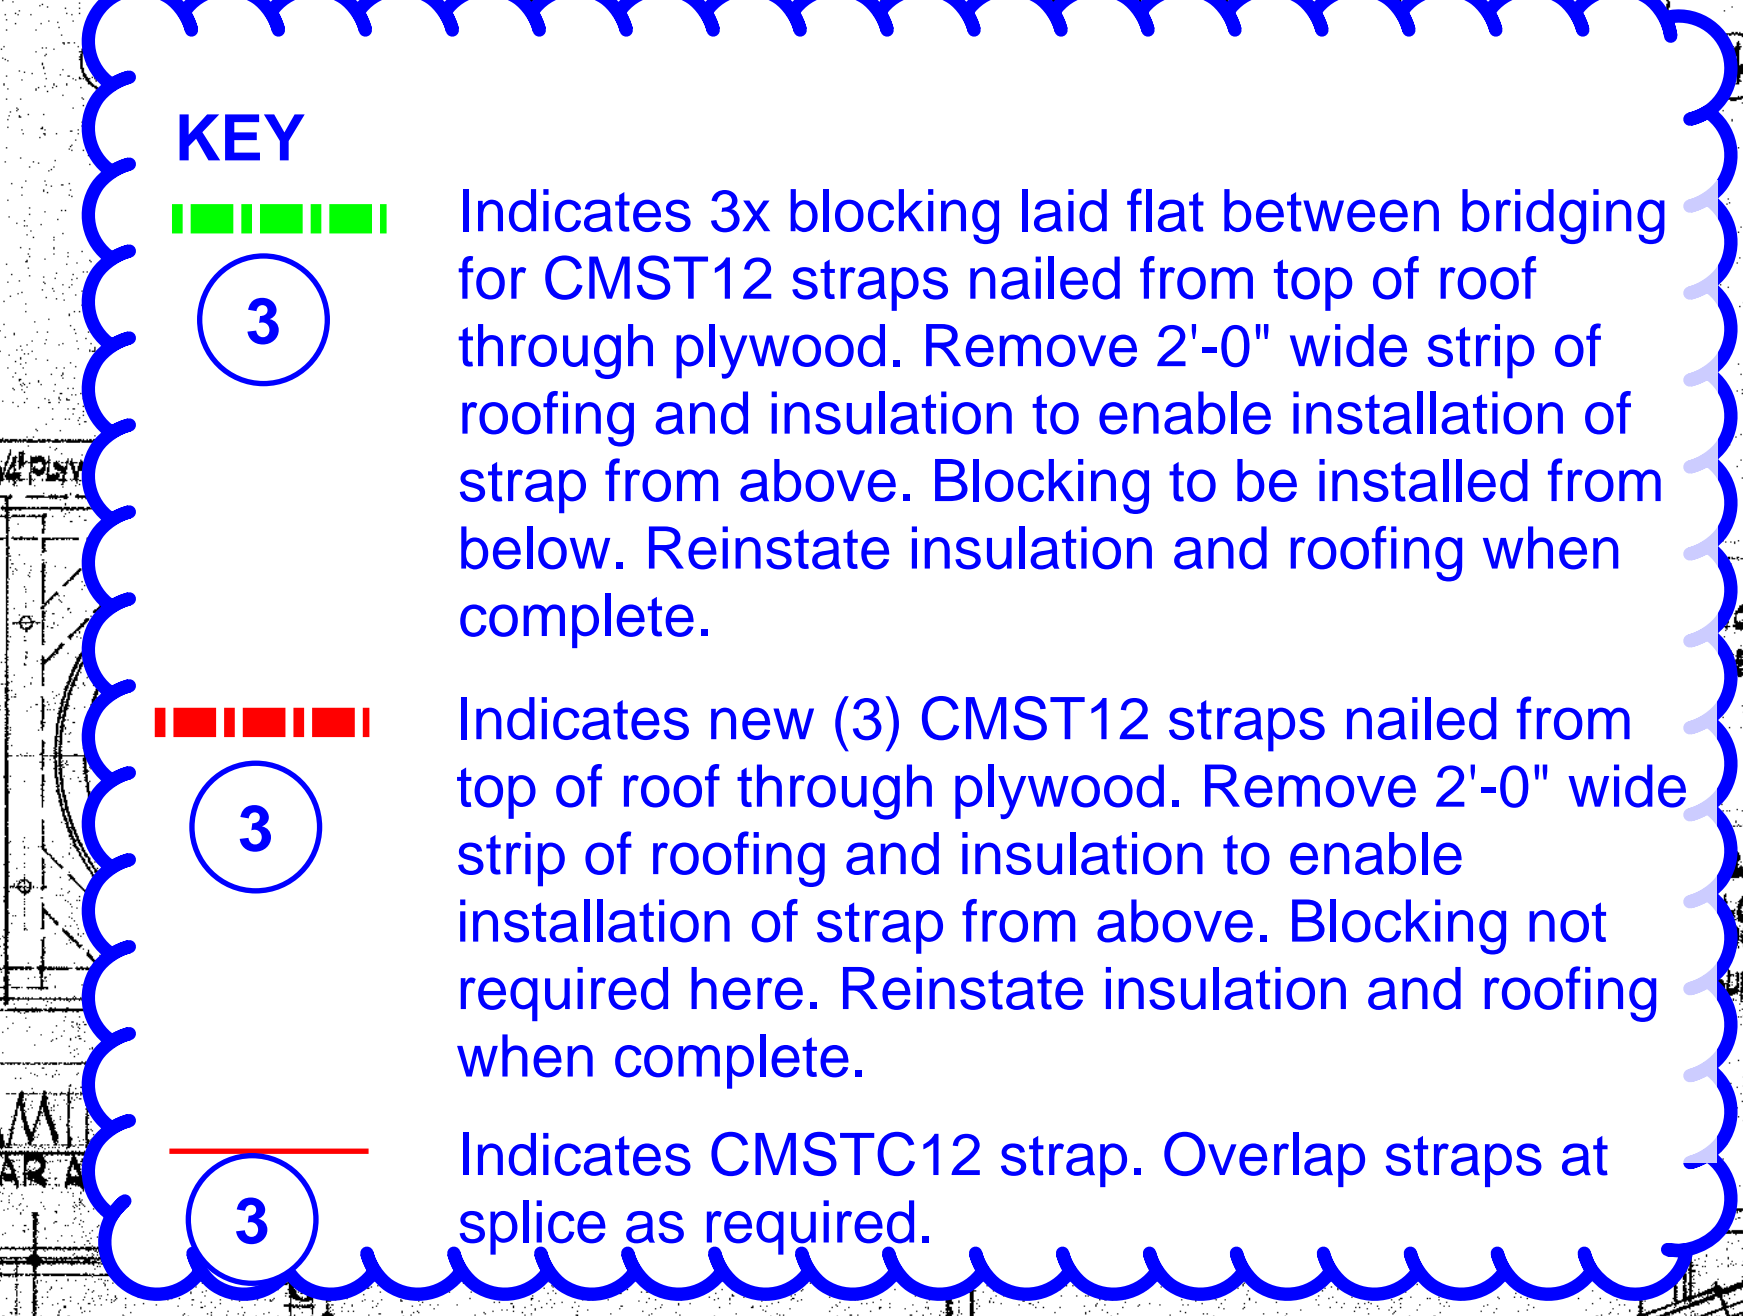 KEY
Indicates 3x blocking laid flat between bridging
for CMST12 straps nailed from top of roof
3
through plywood. Remove 2'-0" wide strip of
roofing and insulation to enable installation of
strap from above. Blocking to be installed from
below. Reinstate insulation and roofing when
complete.
Indicates new (3) CMST12 straps nailed from
top of roof through plywood. Remove 2'-0" wide
3
strip of roofing and insulation to enable
installation of strap from above. Blocking not
required here. Reinstate insulation and roofing
when complete.
Indicates CMSTC12 strap. Overlap straps at
3
splice as required.